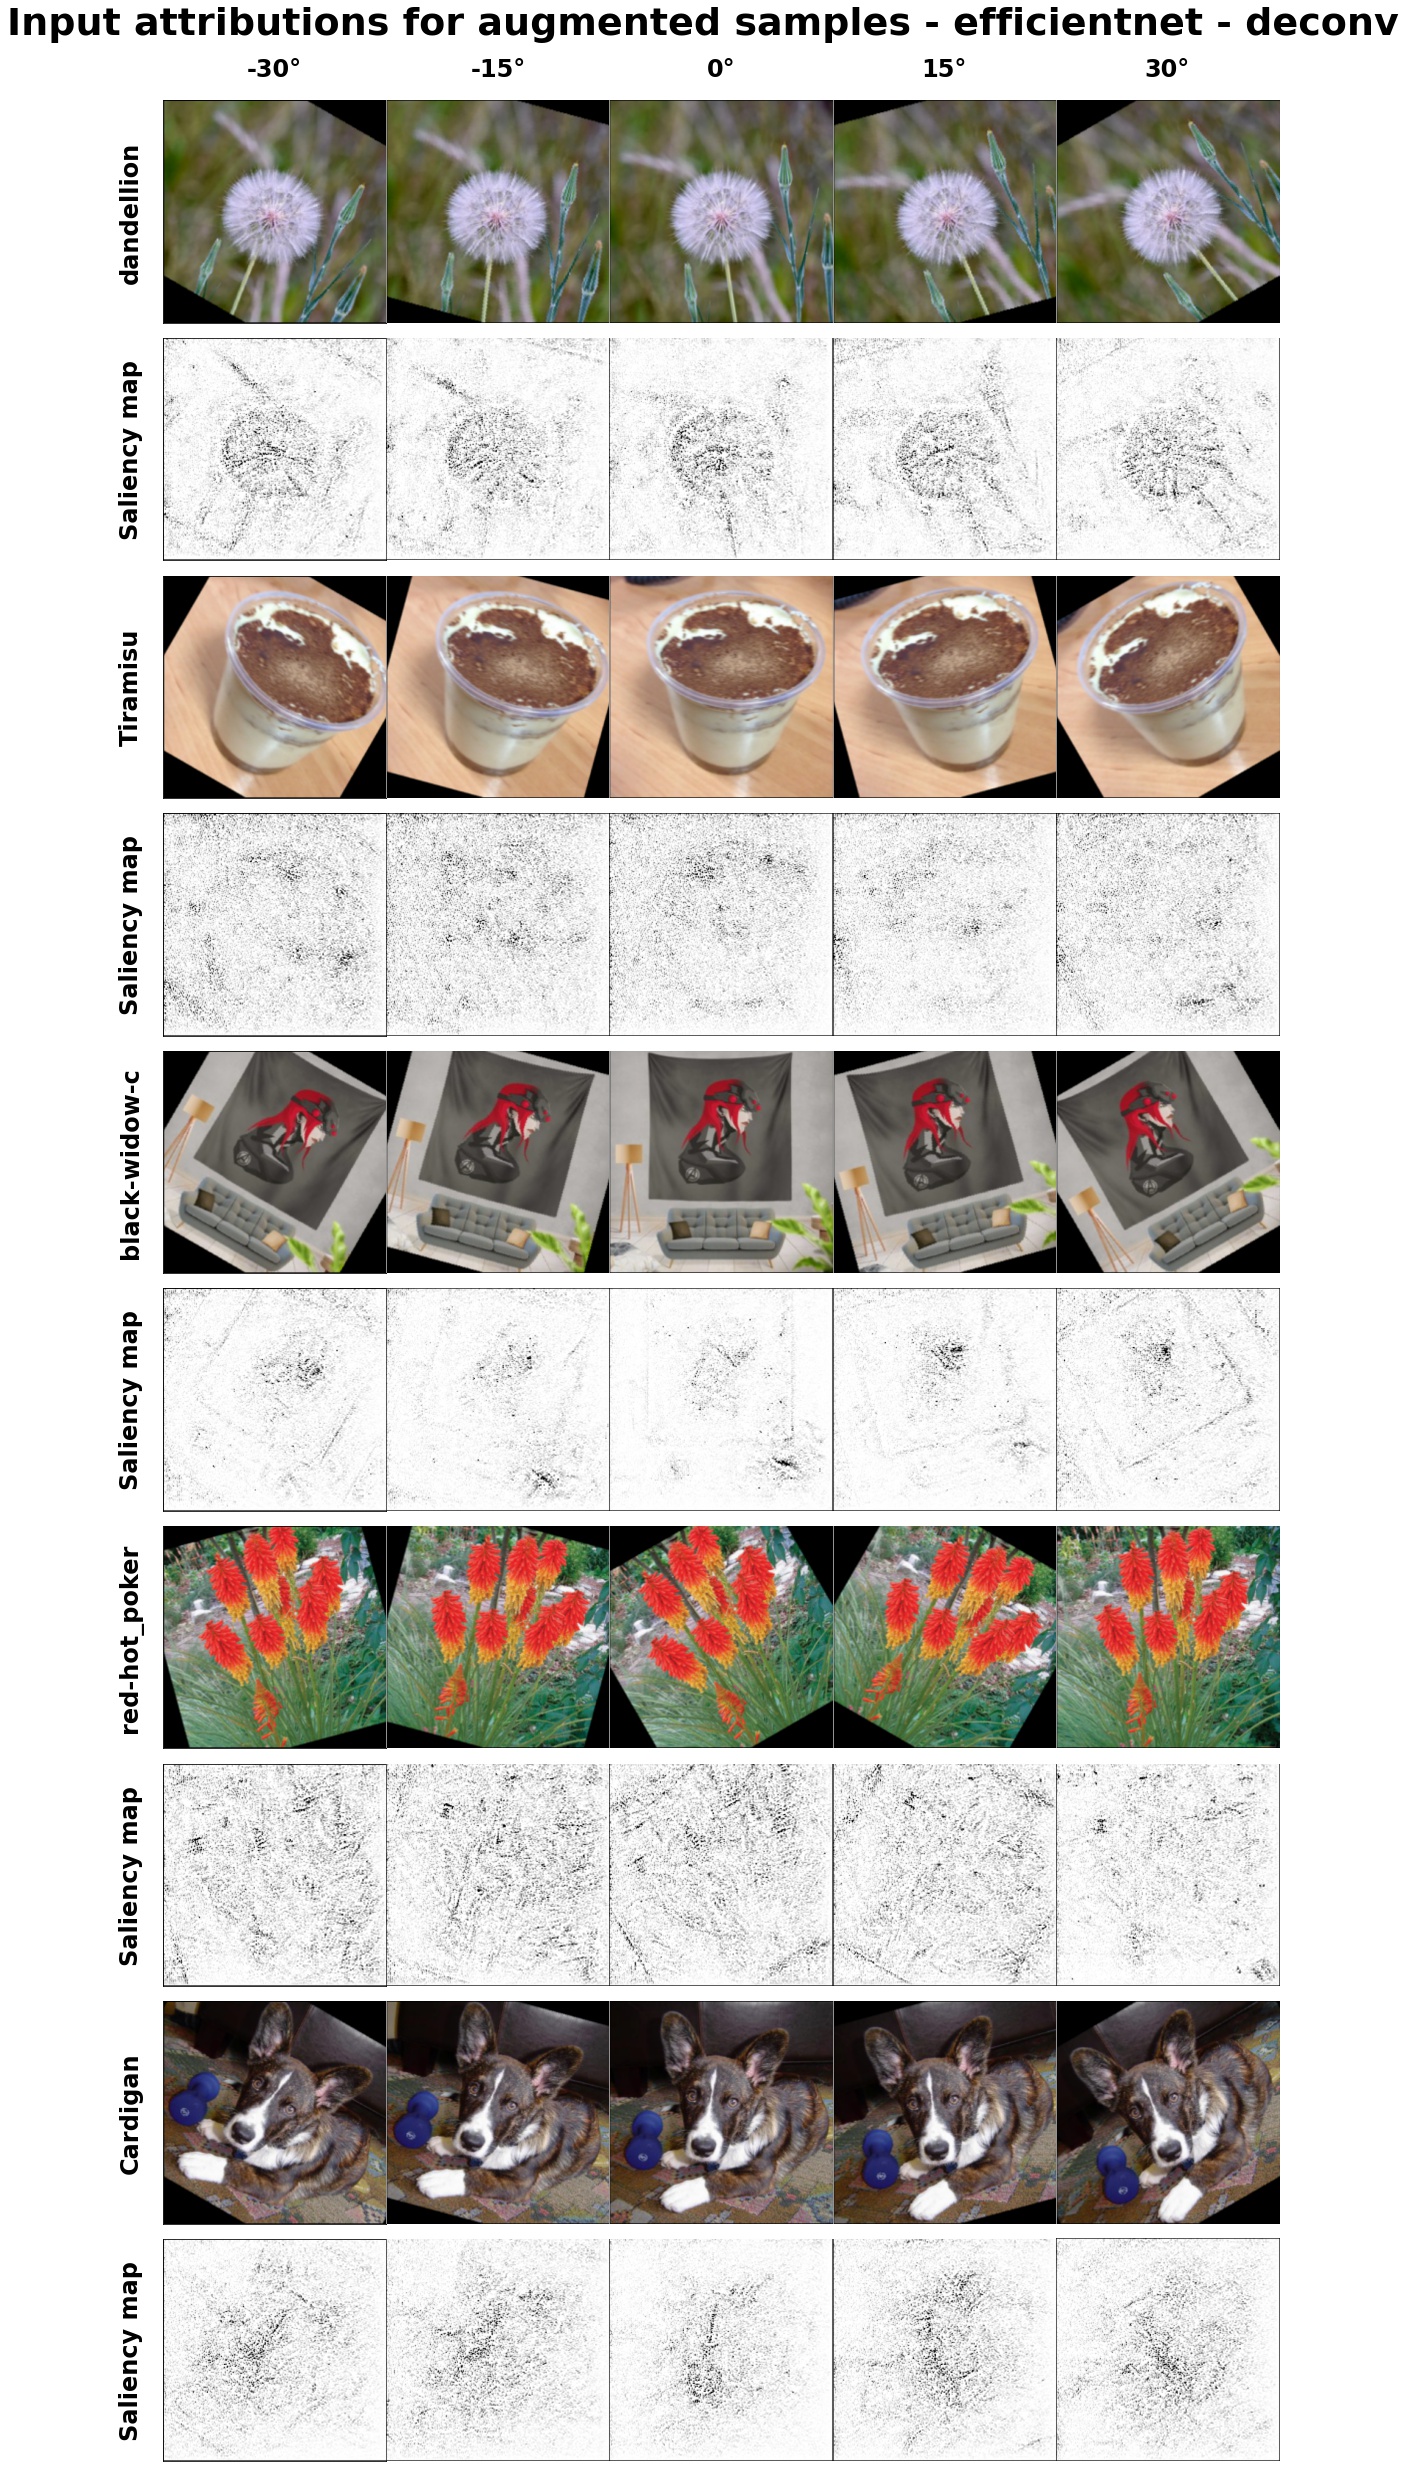 Input attributions for augmented samples - efficientnet - deconv
-30° -15° 0° 15° 30°
dandellion
Saliency map
Tiramisu
Saliency map
black-widow-c
Saliency map
red-hot_poker
Saliency map
Cardigan
Saliency map